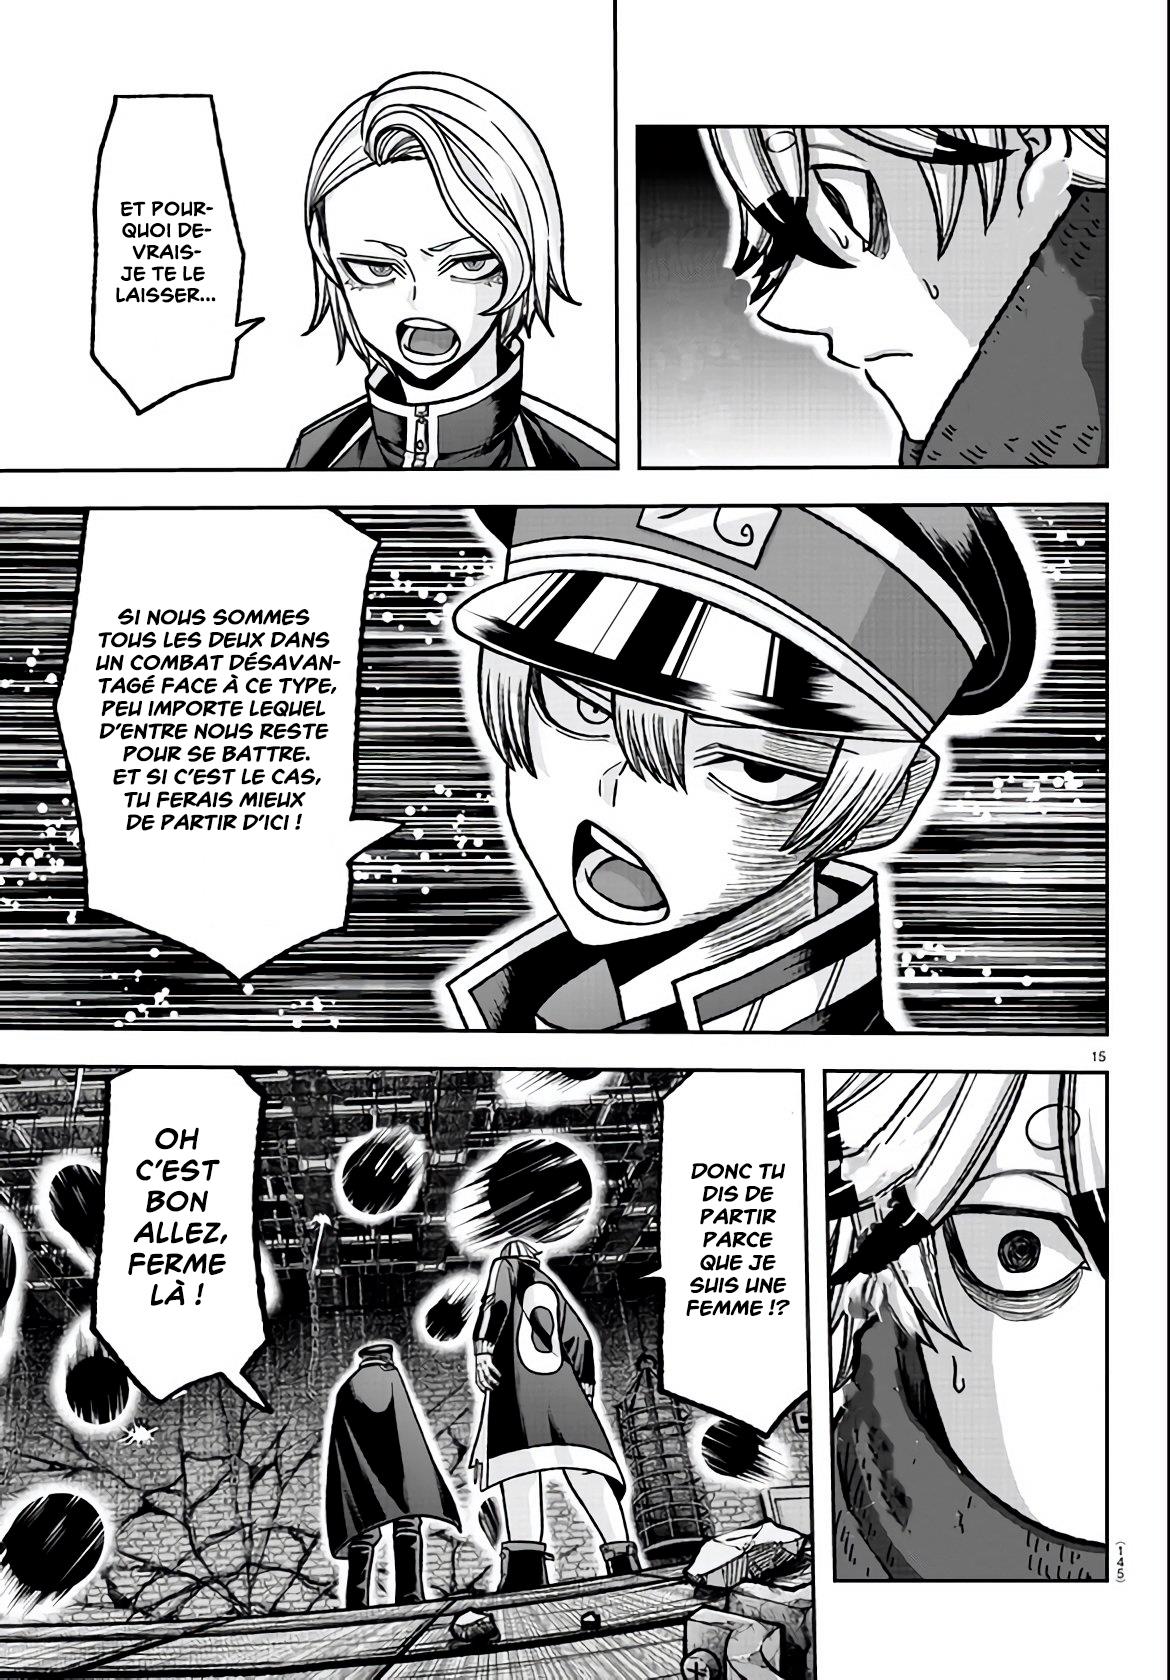 ET POUR-
QUOI DE-
VRAIS-
JE TE LE
LAISSER...
SI NOUS SOMMES
TOUS LES DEUX DANS
UN COMBAT DÉSAVAN-
TAGÉ FACE À CE TYPE,
PEU IMPORTE LEQUEL
D'ENTRE NOUS RESTE
POUR SE BATTRE.
ET SI C'EST LE CAS,
TU FERAIS MIEUX
DE PARTIR D'ICI !
15
DONC TU
DIS DE
PARTIR
PARCE
QUE JE
SUIS UNE
FEMME !?
OH
C'EST
BON
ALLEZ,
FERME
LÀ !
(145)